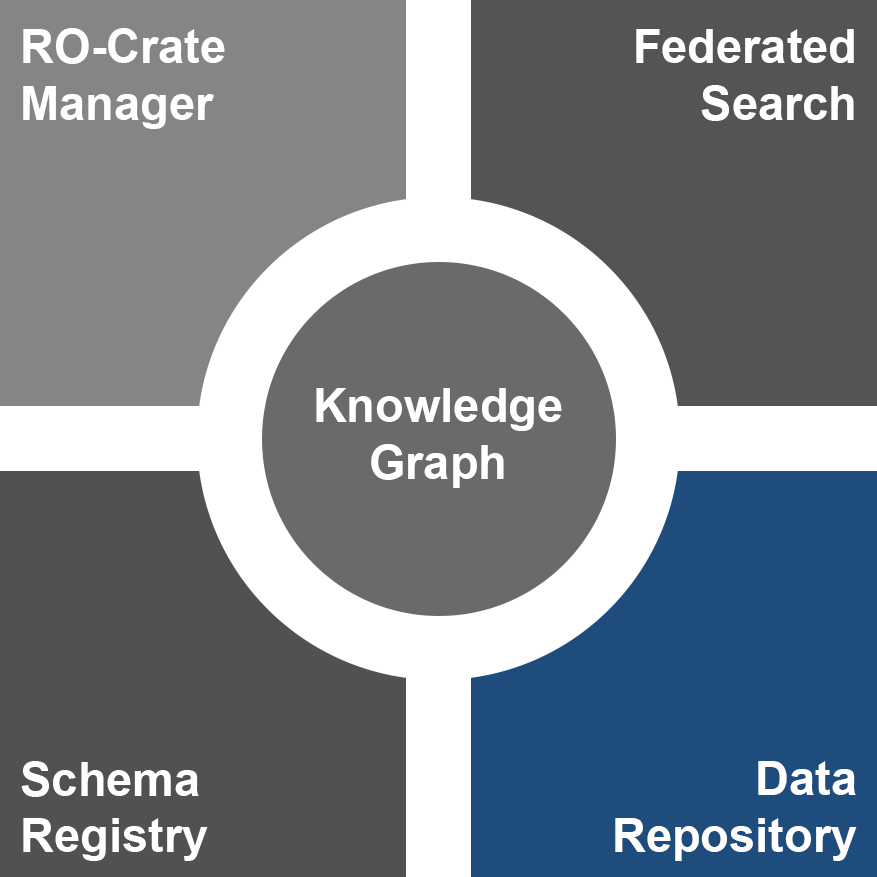 RO-Crate
Manager
Federated
Search
Knowledge
Graph
Schema
Registry
Data
Repository